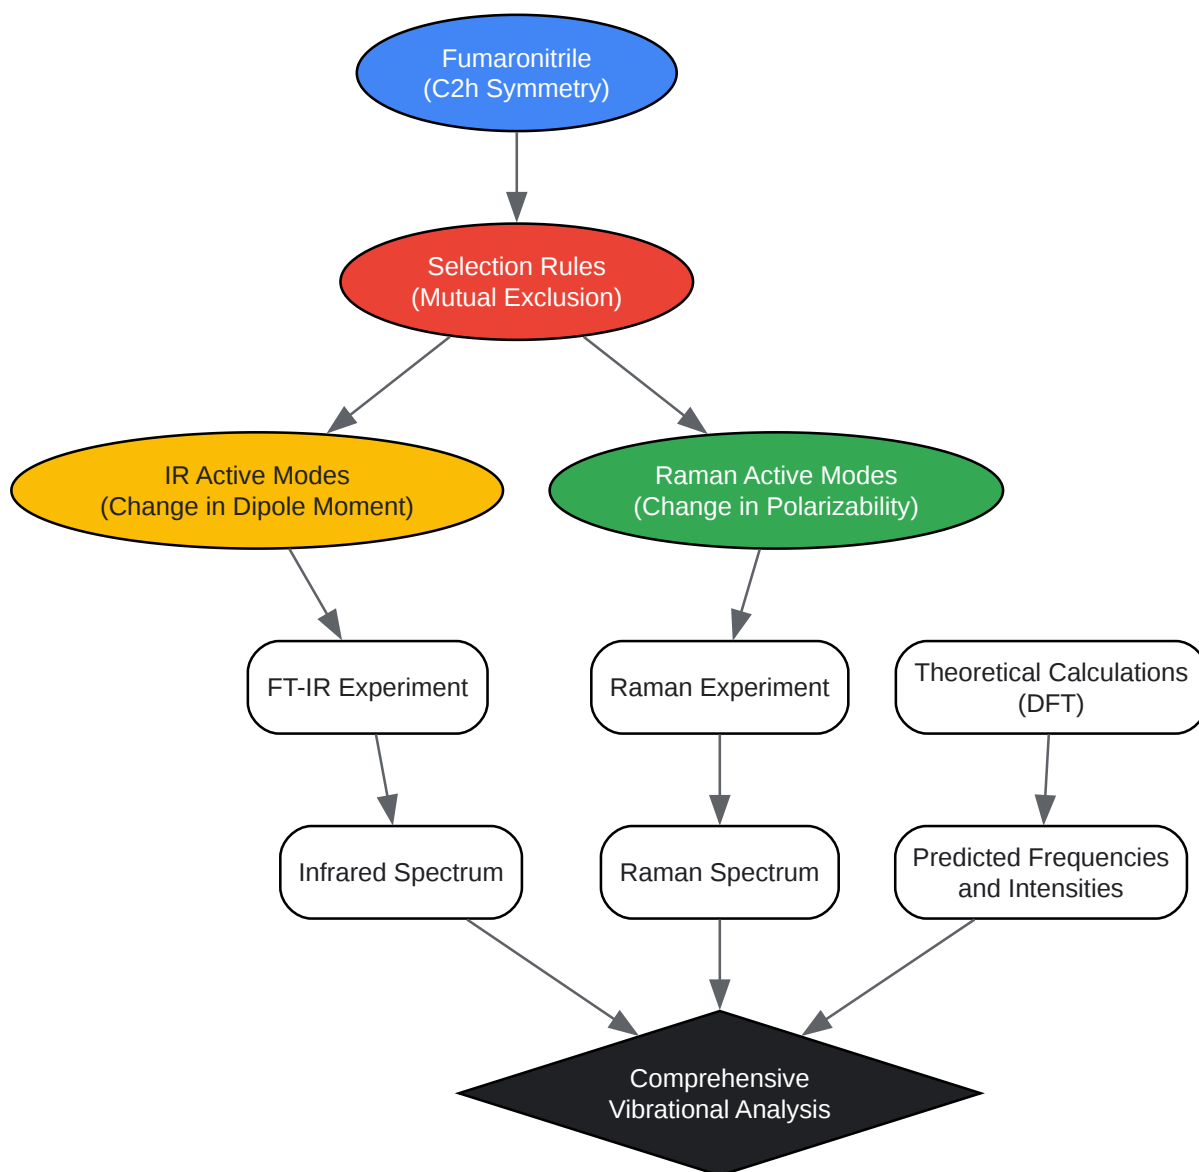 Fumaronitrile
(C2h Symmetry)
Selection Rules
(Mutual Exclusion)
IR Active Modes
(Change in Dipole Moment)
Raman Active Modes
(Change in Polarizability)
FT-IR Experiment
Raman Experiment
Theoretical Calculations
(DFT)
Infrared Spectrum
Raman Spectrum
Predicted Frequencies
and Intensities
Comprehensive
Vibrational Analysis